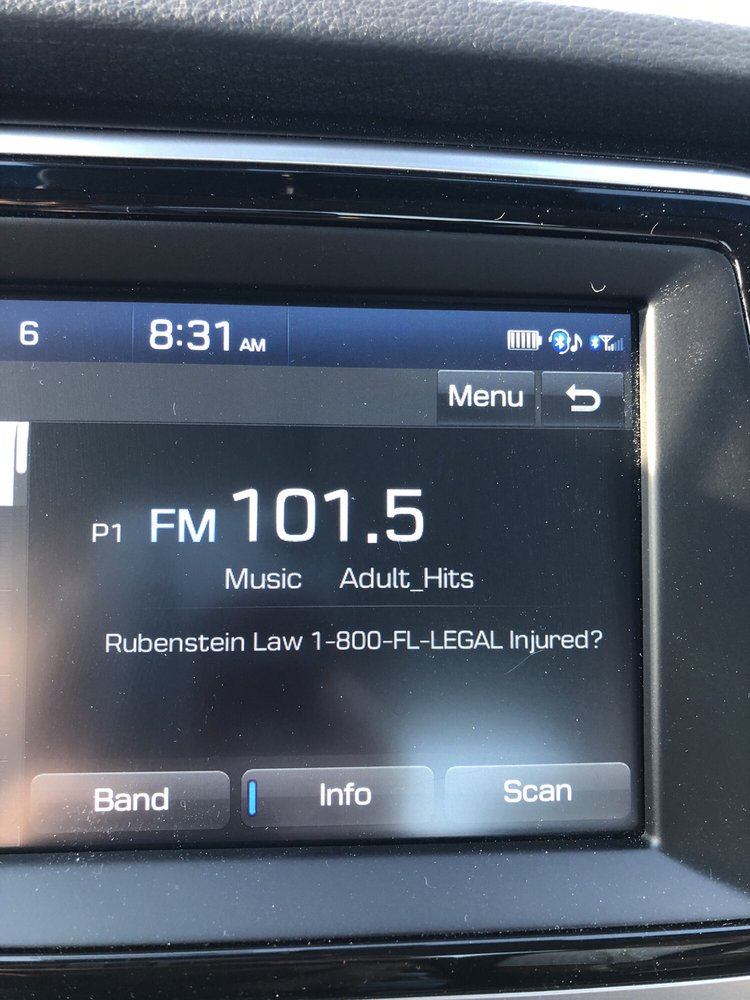 6 8:31 AM
Menu
P1 FM 101.5
Music Adult_Hits
Rubenstein Law 1-800-FL-LEGAL Injured?
Band Info Scan